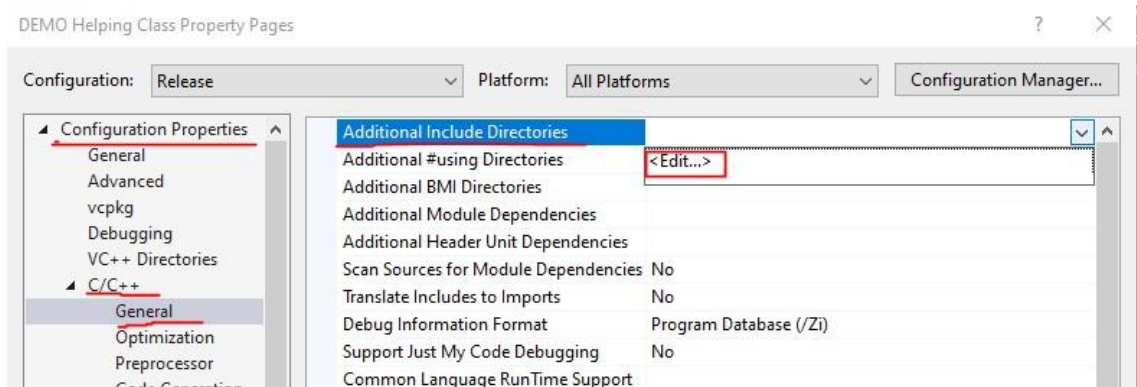 DEMO Helping Class Property Pages
Configuration: Release Platform: All Platforms Configuration Manager...
Configuration Properties
General
Advanced
vcpkg
Debugging
VC++ Directories
C/C++
General
Optimization
Preprocessor
Code Generation
Additional Include Directories
Additional #using Directories <Edit...>
Additional BMI Directories
Additional Module Dependencies
Additional Header Unit Dependencies
Scan Sources for Module Dependencies No
Translate Includes to Imports No
Debug Information Format Program Database (/Zi)
Support Just My Code Debugging No
Common Language RunTime Support